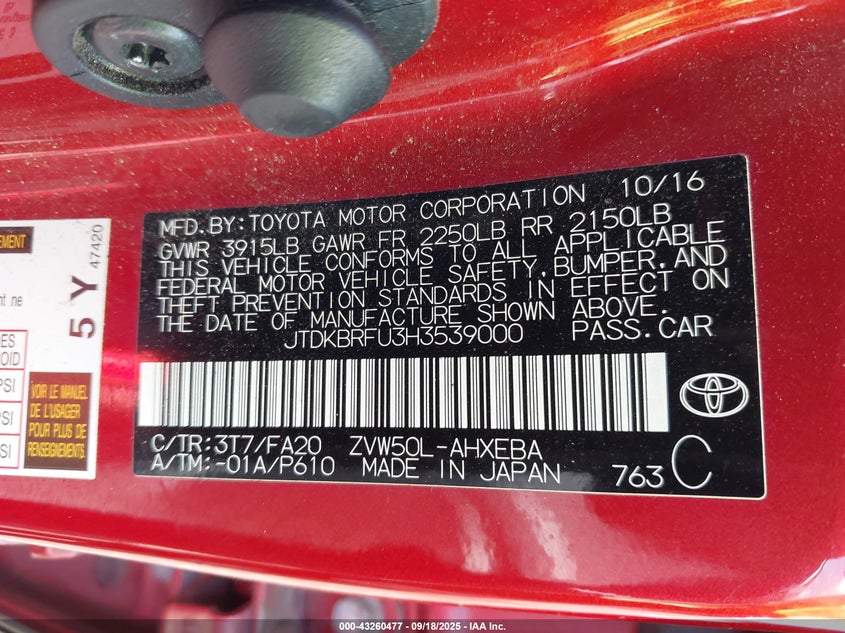 MFD.BY:TOYOTA MOTOR CORPORATION 10/16
GVWR 3915LB GAWR FR 2250LB RR 2150LB
THIS VEHICLE CONFORMS TO ALL APPLICABLE
FEDERAL MOTOR VEHICLE SAFETY,BUMPER,AND
THEFT PREVENTION STANDARDS IN EFFECT ON
THE DATE OF MANUFACTURE SHOWN ABOVE.
JTDKBRFU3H3539000 PASS.CAR
C/TR:3T7/FA20 ZVW50L-AHXEBA
A/TM:-01A/P610 MADE IN JAPAN 763 C
5 Y
47420
VOIR LE MANUEL
DE L'USAGER
POUR PLUS DE
RENSEIGNEMENTS
000-43260477 - 09/18/2025 - IAA Inc.